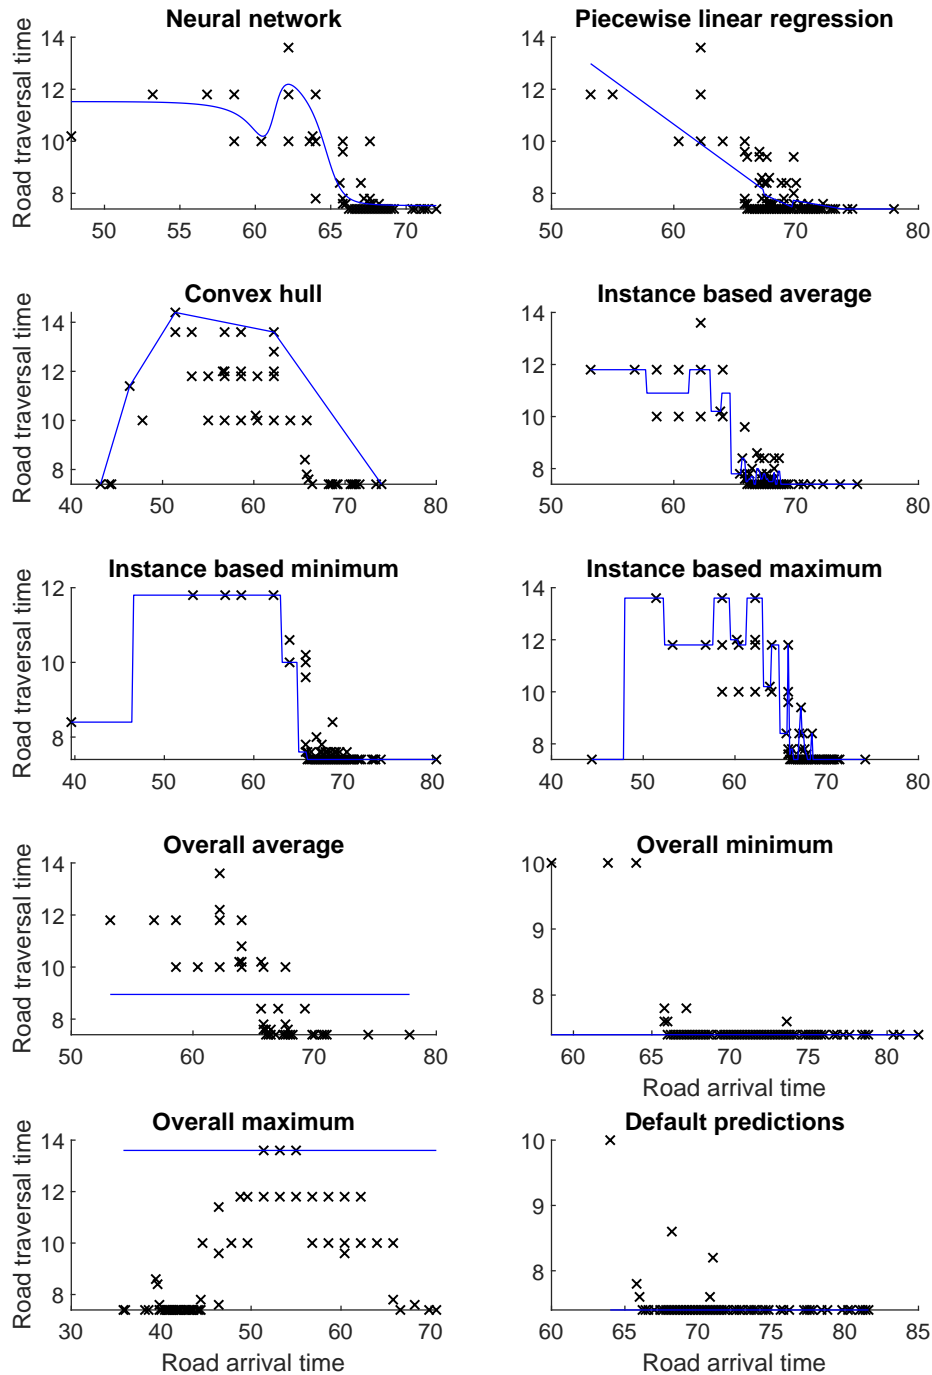 Neural network
Piecewise linear regression
Road traversal time
14
12
10
8
50 55 60 65 70
14
12
10
8
50 60 70 80
Convex hull
Instance based average
Road traversal time
14
12
10
8
40 50 60 70 80
14
12
10
8
50 60 70 80
Instance based minimum
Instance based maximum
Road traversal time
12
10
8
40 50 60 70 80
14
12
10
8
40 50 60 70 80
Overall average
Overall minimum
Road traversal time
14
12
10
8
50 60 70 80
10
9
8
60 65 70 75 80
Road arrival time
Overall maximum
Default predictions
Road traversal time
14
12
10
8
30 40 50 60 70
Road arrival time
10
9
8
60 65 70 75 80 85
Road arrival time